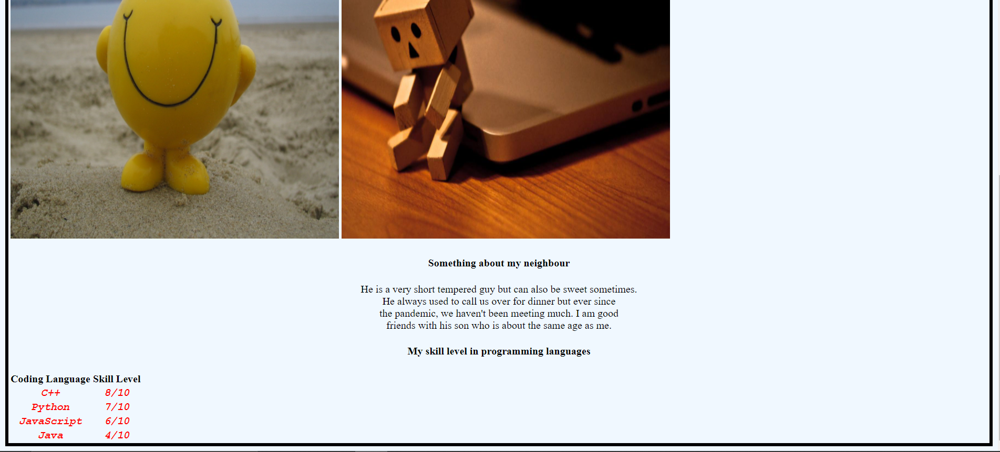 Something about my neighbour
He is a very short tempered guy but can also be sweet sometimes.
He always used to call us over for dinner but ever since
the pandemic, we haven't been meeting much. I am good
friends with his son who is about the same age as me.
My skill level in programming languages
Coding Language Skill Level
C++ 8/10
Python 7/10
JavaScript 6/10
Java 4/10